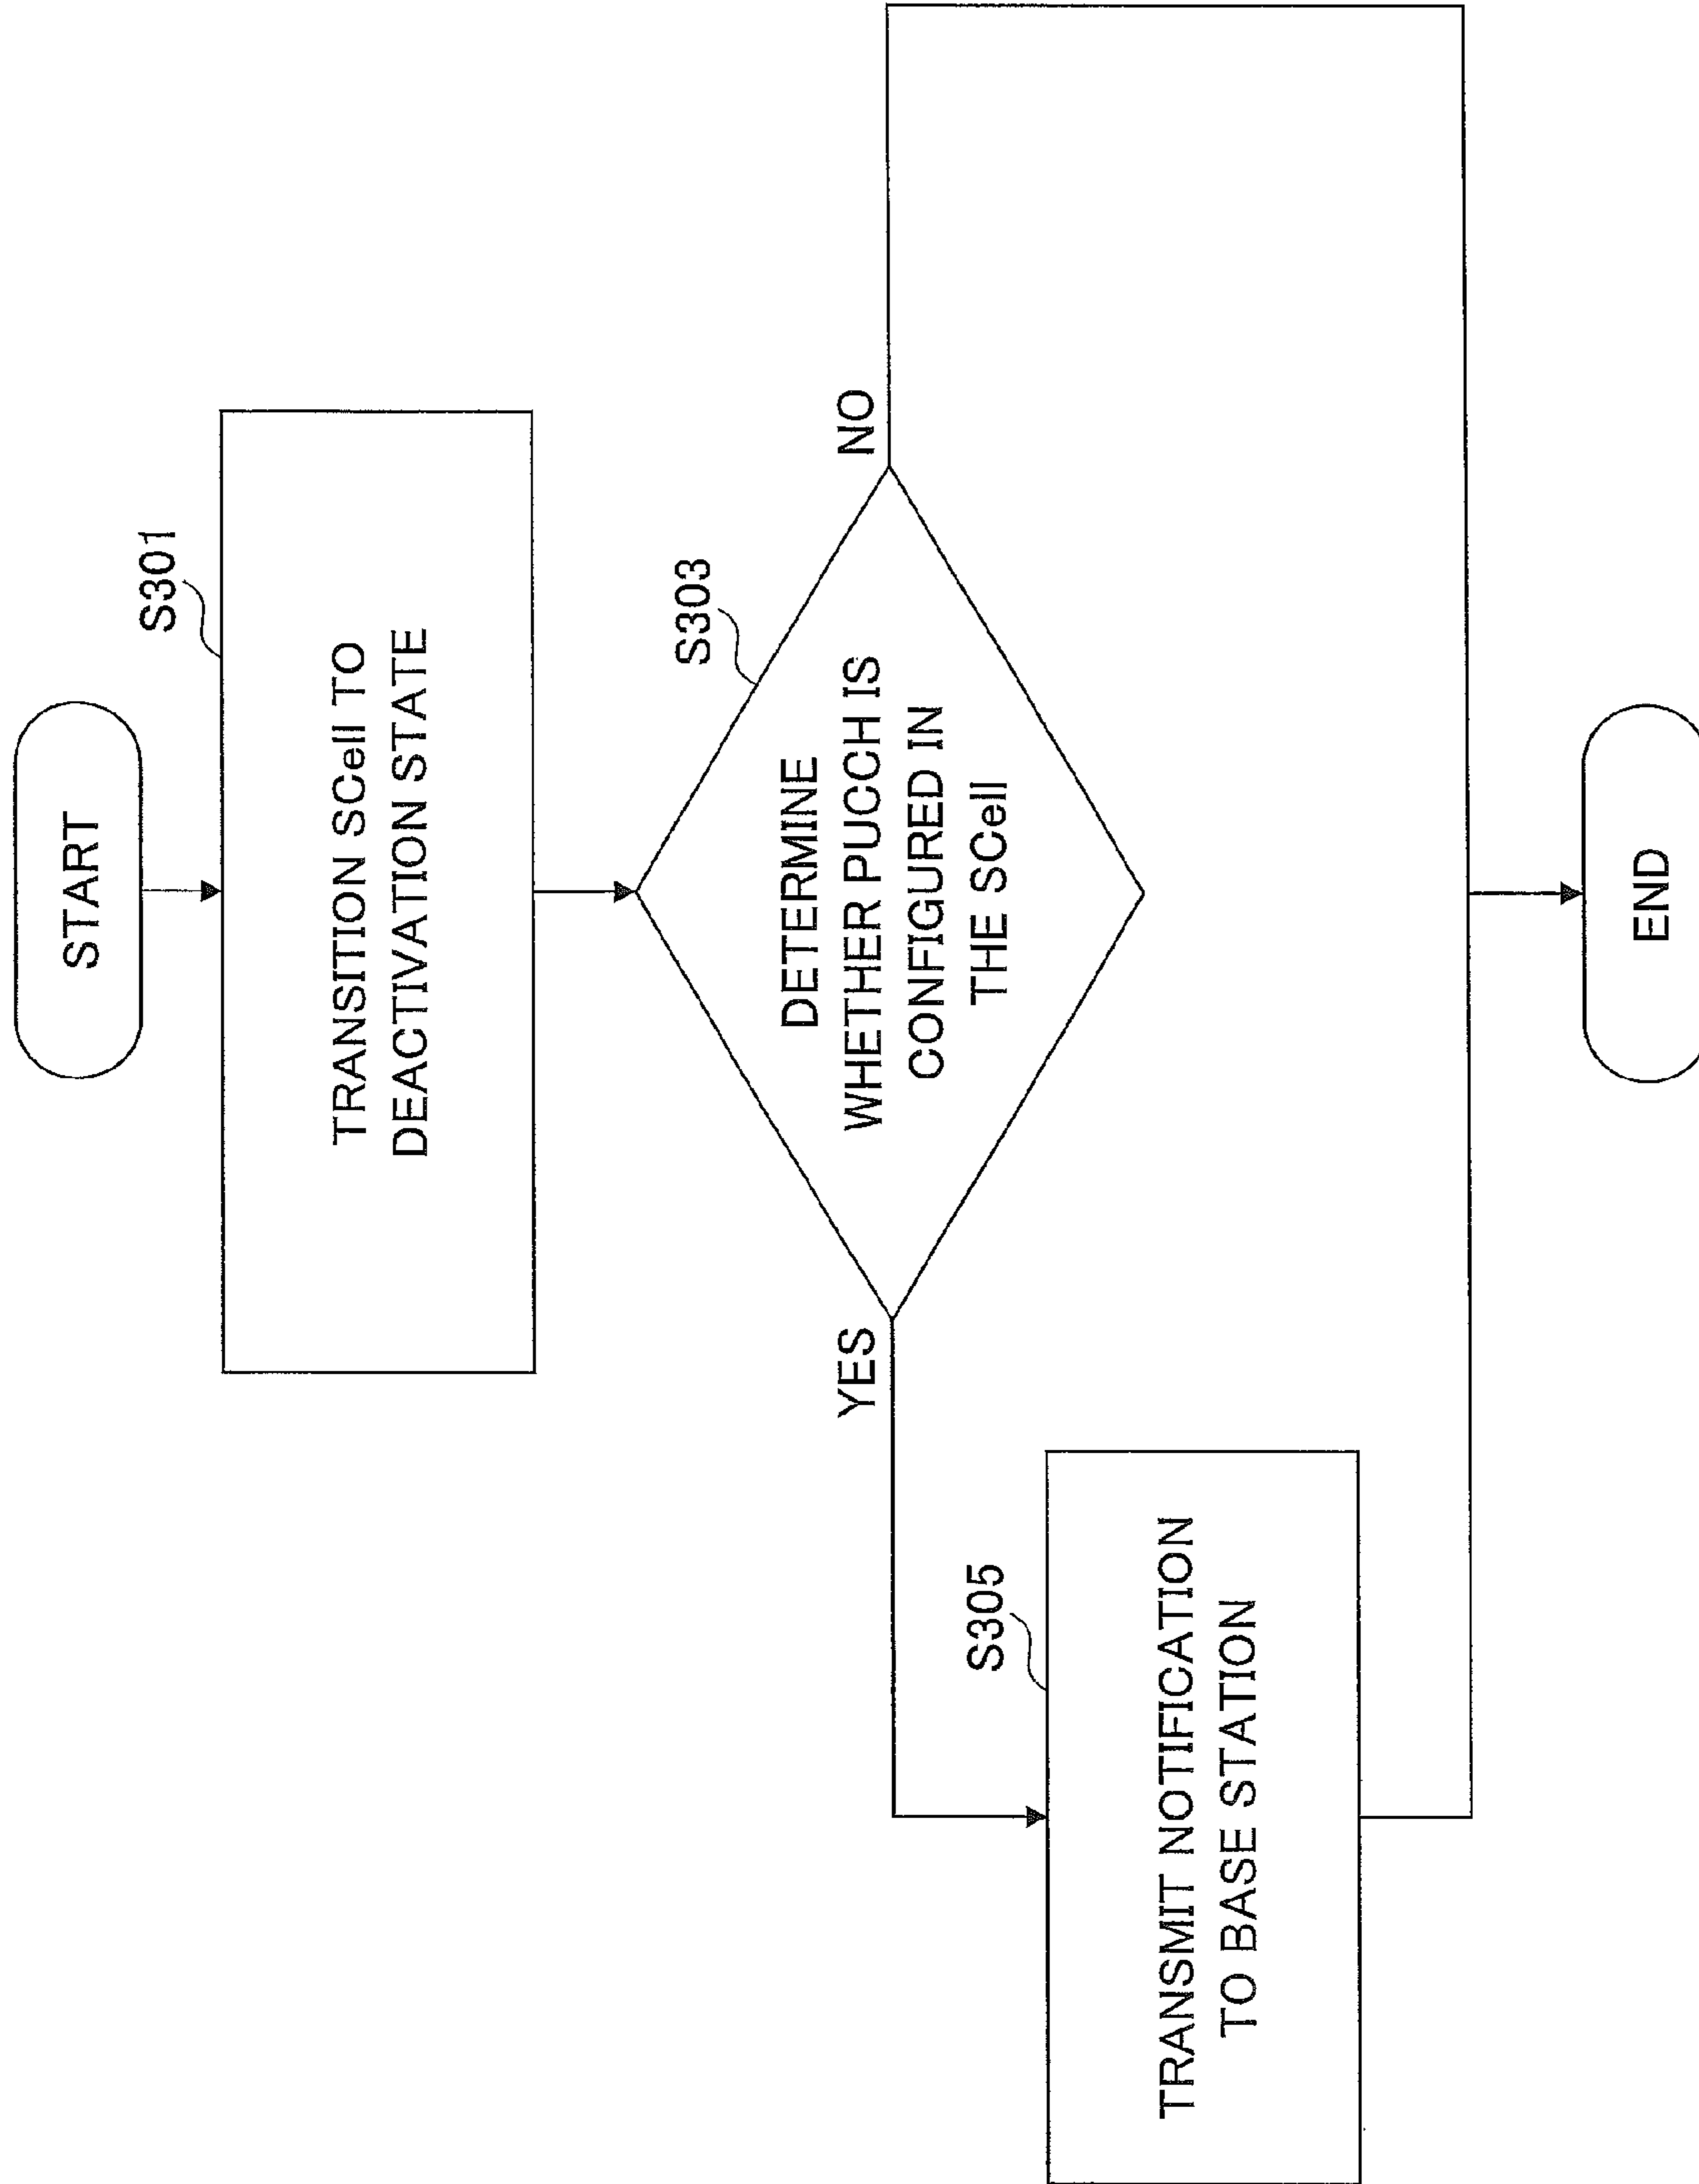 START
S301
TRANSITION SCell TO
DEACTIVATION STATE
S303
DETERMINE
WHETHER PUCCH IS
CONFIGURED IN
THE SCell
YES
NO
S305
TRANSMIT NOTIFICATION
TO BASE STATION
END